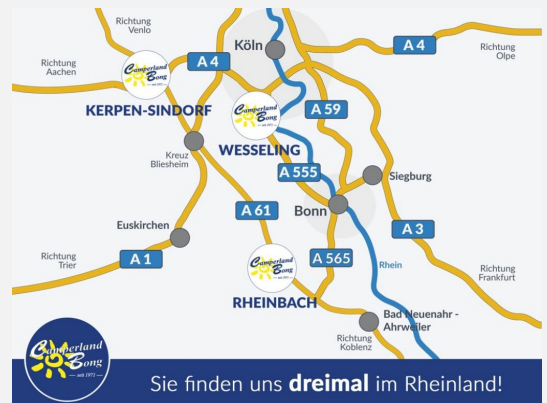 Richtung
Venlo
Köln
A 4
A 4
Richtung
Olpe
Richtung
Aachen
Camperland
Bong
KERPEN-SINDORF
A 59
Camperland
Bong
seit 1971
WESSELING
Kreuz
Bliesheim
A 555
Siegburg
A 61
Bonn
Euskirchen
A 3
A 1
Richtung
Trier
Camperland
Bong
seit 1971
A 565
Rhein
Richtung
Frankfurt
RHEINBACH
Bad Neuenahr -
Ahrweiler
Richtung
Koblenz
Camperland
Bong
seit 1971
Sie finden uns dreimal im Rheinland!